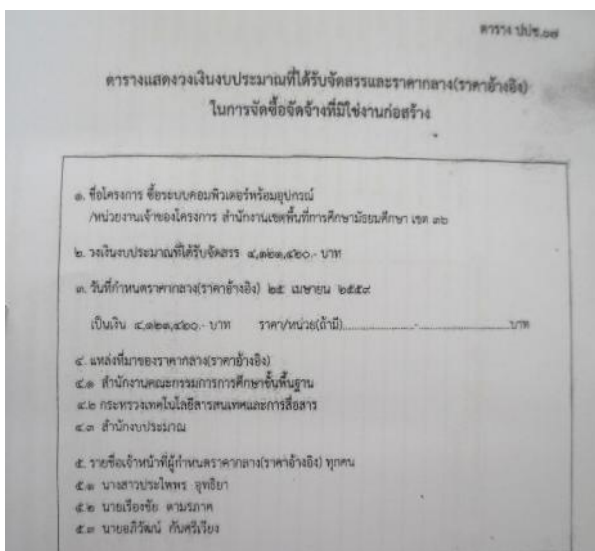 ตาราง ปปช.๐๗
ตารางแสดงวงเงินงบประมาณที่ได้รับจัดสรรและราคากลาง(ราคาอ้างอิง)
ในการจัดซื้อจัดจ้างที่มิใช่งานก่อสร้าง
๑. ชื่อโครงการ ซื้อระบบคอมพิวเตอร์พร้อมอุปกรณ์
/หน่วยงานเจ้าของโครงการ สำนักงานเขตพื้นที่การศึกษามัธยมศึกษา เขต ๓๖
๒. วงเงินงบประมาณที่ได้รับจัดสรร ๔,๑๒๑,๔๒๐.- บาท
๓. วันที่กำหนดราคากลาง(ราคาอ้างอิง) ๒๕ เมษายน ๒๕๕๙
เป็นเงิน ๔,๑๒๑,๔๒๐.- บาท ราคา/หน่วย(ถ้ามี)....................-....................บาท
๔. แหล่งที่มาของราคากลาง(ราคาอ้างอิง)
๔.๑ สำนักงานคณะกรรมการการศึกษาขั้นพื้นฐาน
๔.๒ กระทรวงเทคโนโลยีสารสนเทศและการสื่อสาร
๔.๓ สำนักงบประมาณ
๕. รายชื่อเจ้าหน้าที่ผู้กำหนดราคากลาง(ราคาอ้างอิง) ทุกคน
๕.๑ นางสาวประไพพร อุทธิยา
๕.๒ นายเรืองชัย ตามรภาค
๕.๓ นายอภิวัฒน์ กันศรีเวียง